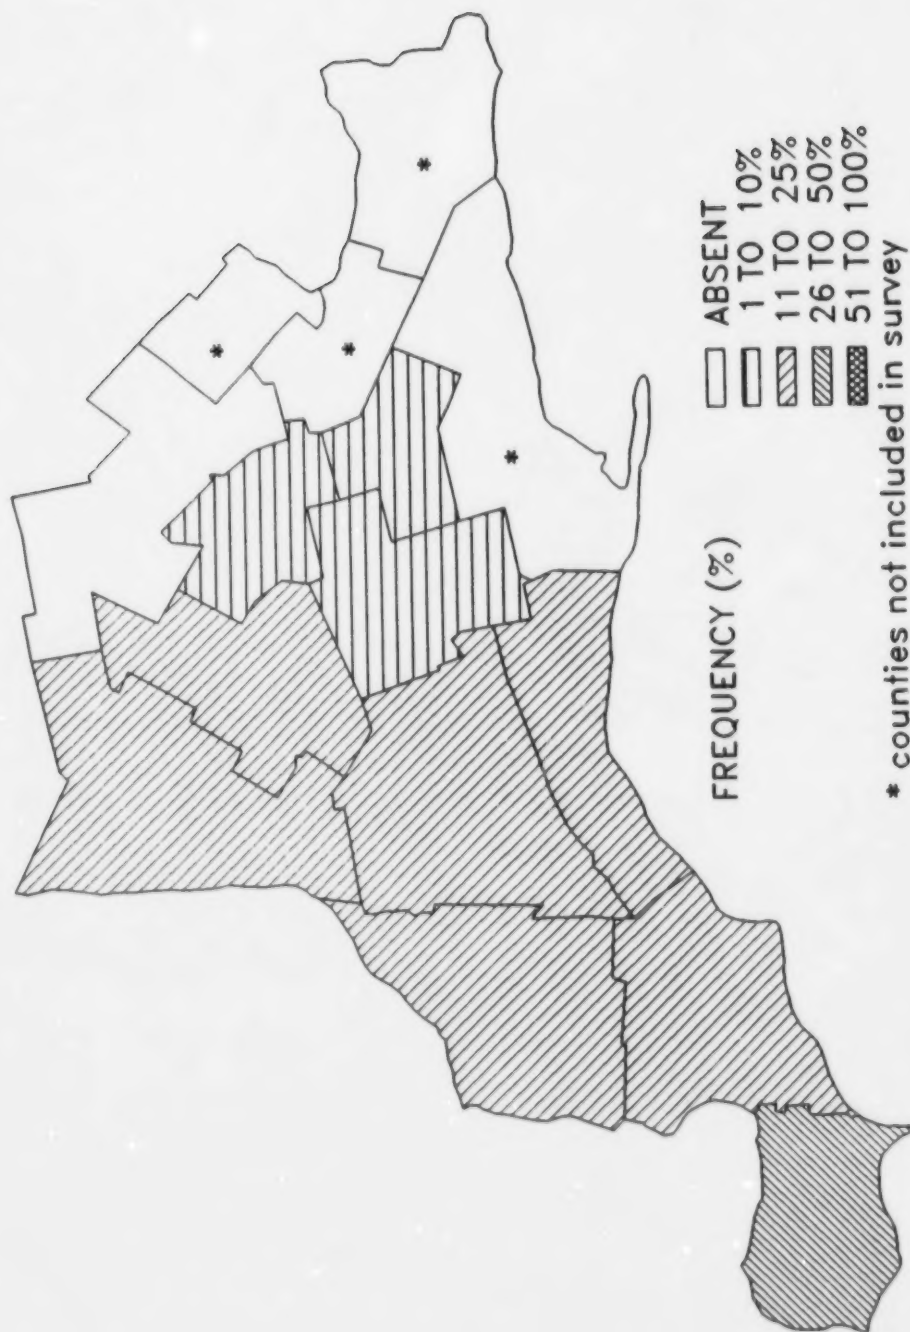 FREQUENCY (%)
ABSENT
1 TO 10%
11 TO 25%
26 TO 50%
51 TO 100%
* counties not included in survey
*
*
*
*